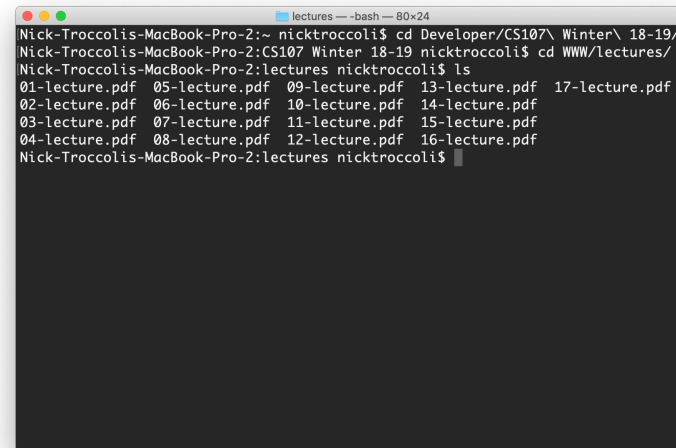 lectures — -bash — 80×24
[Nick-Troccolis-MacBook-Pro-2:~ nicktroccoli$ cd Developer/CS107\ Winter\ 18-19/
[Nick-Troccolis-MacBook-Pro-2:CS107 Winter 18-19 nicktroccoli$ cd WWW/lectures/
[Nick-Troccolis-MacBook-Pro-2:lectures nicktroccoli$ ls
01-lecture.pdf  05-lecture.pdf  09-lecture.pdf  13-lecture.pdf  17-lecture.pdf
02-lecture.pdf  06-lecture.pdf  10-lecture.pdf  14-lecture.pdf
03-lecture.pdf  07-lecture.pdf  11-lecture.pdf  15-lecture.pdf
04-lecture.pdf  08-lecture.pdf  12-lecture.pdf  16-lecture.pdf
Nick-Troccolis-MacBook-Pro-2:lectures nicktroccoli$